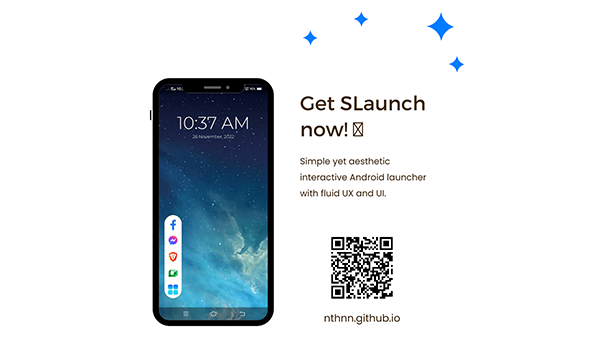 10:37 AM
26 November, 2022
Get SLaunch
now!
Simple yet aesthetic
interactive Android launcher
with fluid UX and UI.
nthnn.github.io